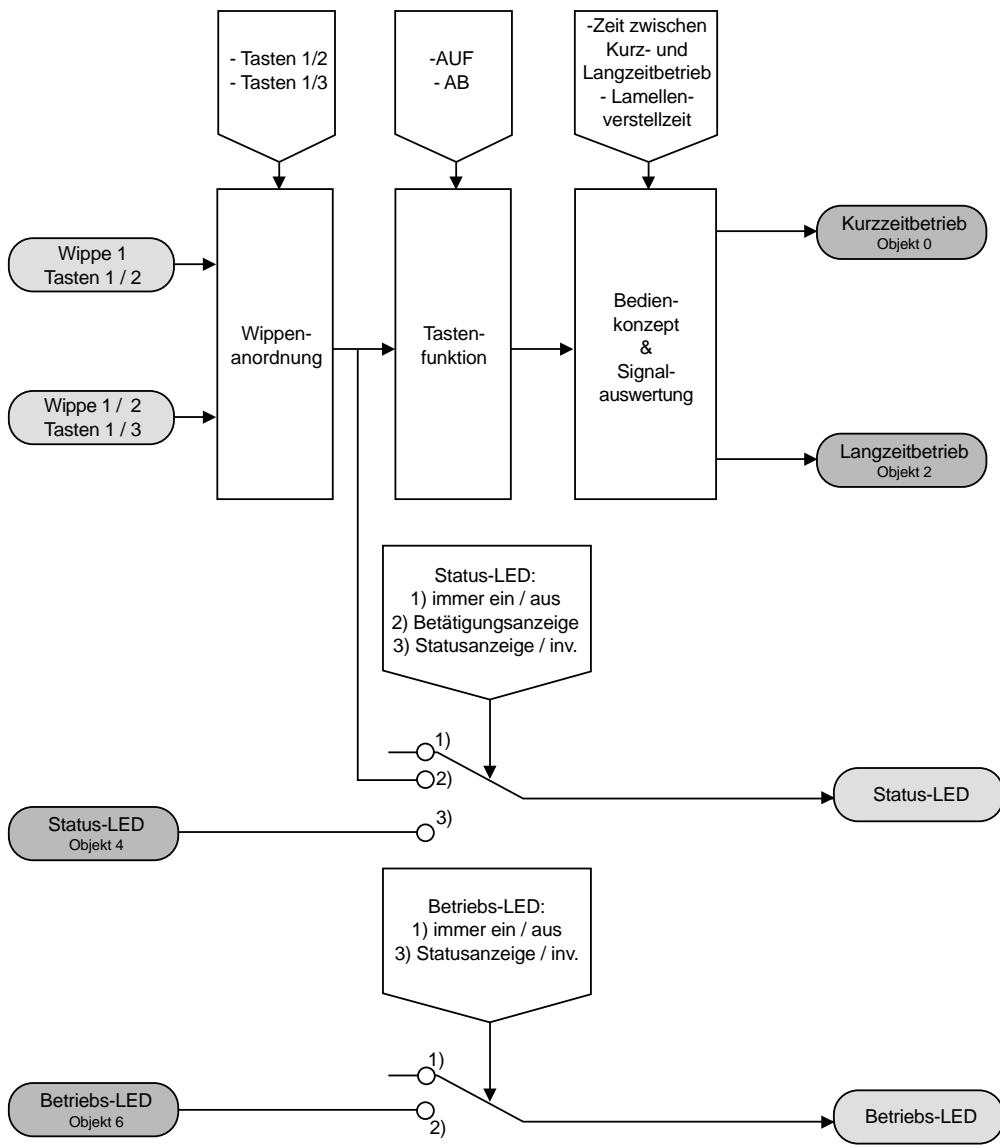 - Tasten 1/2
- Tasten 1/3
-AUF
- AB
-Zeit zwischen
Kurz- und
Langzeitbetrieb
- Lamellen-
verstellzeit
Wippe 1
Tasten 1 / 2
Wippe 1 / 2
Tasten 1 / 3
Wippen-
anordnung
Tasten-
funktion
Bedien-
konzept
&
Signal-
auswertung
Kurzzeitbetrieb
Objekt 0
Langzeitbetrieb
Objekt 2
Status-LED:
1) immer ein / aus
2) Betätigungsanzeige
3) Statusanzeige / inv.
1)
2)
3)
Status-LED
Objekt 4
Status-LED
Betriebs-LED:
1) immer ein / aus
3) Statusanzeige / inv.
1)
2)
Betriebs-LED
Objekt 6
Betriebs-LED